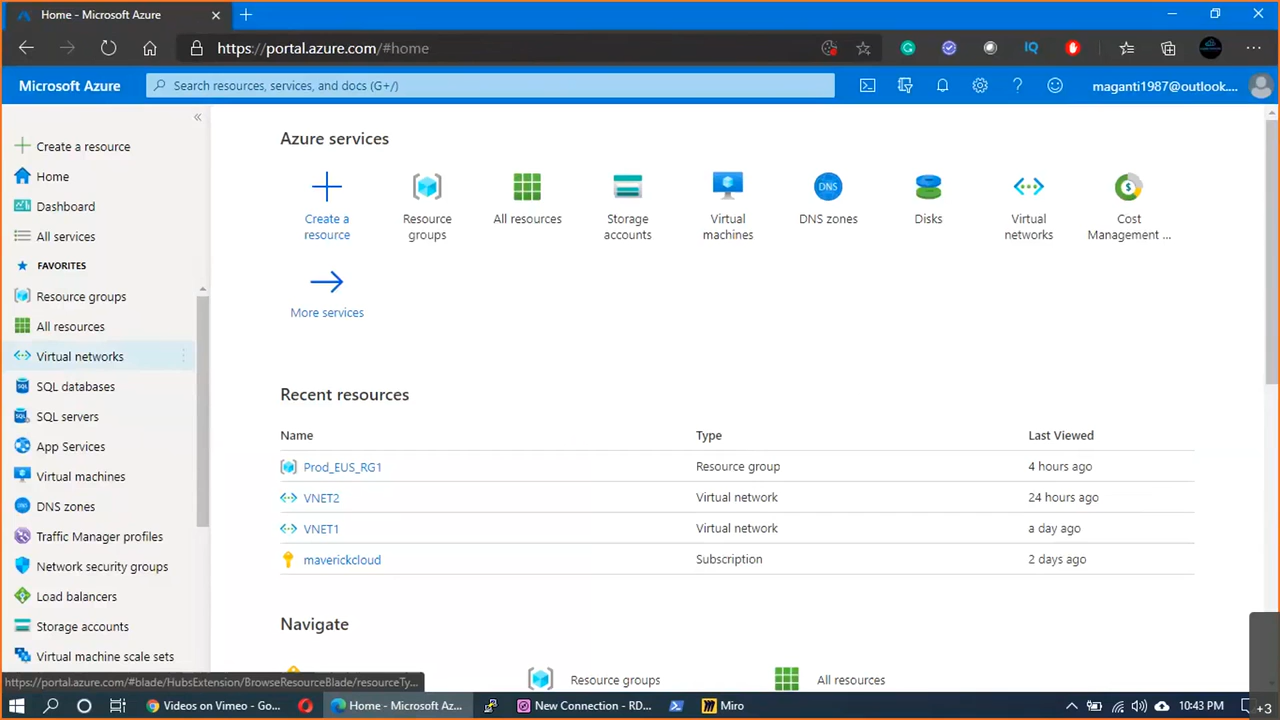 Home - Microsoft Azure
https://portal.azure.com/#home
IQ
Microsoft Azure
Search resources, services, and docs (G+/)
maganti1987@outlook....
Create a resource
Home
Dashboard
All services
FAVORITES
Resource groups
All resources
Virtual networks
SQL databases
SQL servers
App Services
Virtual machines
DNS zones
Traffic Manager profiles
Network security groups
Load balancers
Storage accounts
Virtual machine scale sets
Azure services
Create a resource
Resource groups
All resources
Storage accounts
Virtual machines
DNS
DNS zones
Disks
Virtual networks
Cost Management ...
More services
Recent resources
Name Type Last Viewed
Prod_EUS_RG1 Resource group 4 hours ago
VNET2 Virtual network 24 hours ago
VNET1 Virtual network a day ago
maverickcloud Subscription 2 days ago
Navigate
Resource groups All resources
https://portal.azure.com/#blade/HubsExtension/BrowseResourceBlade/resourceTy...
Videos on Vimeo - Go...
Home - Microsoft Az...
New Connection - RD...
Miro
10:43 PM
+3